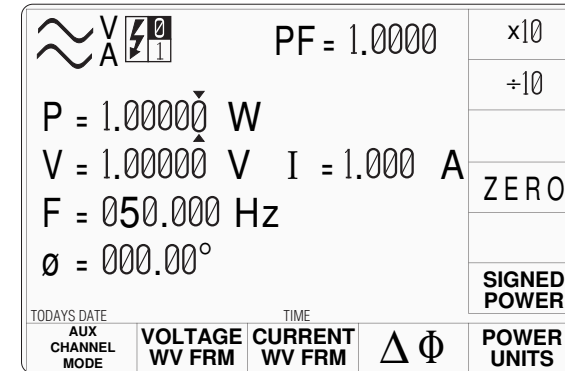 V
A
0
1
PF = 1.0000
x10
÷10
P = 1.00000 W
V = 1.00000 V I = 1.000 A
ZERO
F = 050.000 Hz
ø = 000.00°
SIGNED
POWER
TODAYS DATE TIME
AUX
CHANNEL
MODE
VOLTAGE
WV FRM
CURRENT
WV FRM
Δ Φ
POWER
UNITS